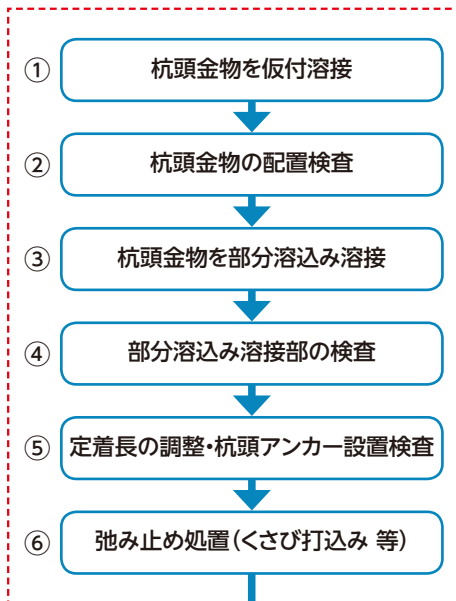 ① 杭頭金物を仮付溶接
② 杭頭金物の配置検査
③ 杭頭金物を部分溶込み溶接
④ 部分溶込み溶接部の検査
⑤ 定着長の調整・杭頭アンカー設置検査
⑥ 弛み止め処置(くさび打込み 等)